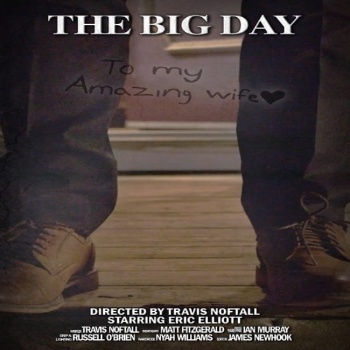 THE BIG DAY
To my
Amazing wife
DIRECTED BY TRAVIS NOFTALL
STARRING ERIC ELLIOTT
TRAVIS NOFTALL MATT FITZGERALD IAN MURRAY
RUSSELL O'BRIEN NYAH WILLIAMS JAMES NEWHOOK